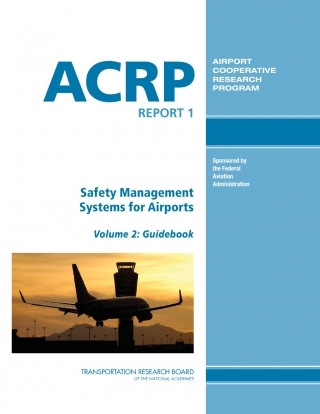 ACRP
REPORT 1
AIRPORT
COOPERATIVE
RESEARCH
PROGRAM
Sponsored by
the Federal
Aviation
Administration
Safety Management
Systems for Airports
Volume 2: Guidebook
TRANSPORTATION RESEARCH BOARD
OF THE NATIONAL ACADEMIES